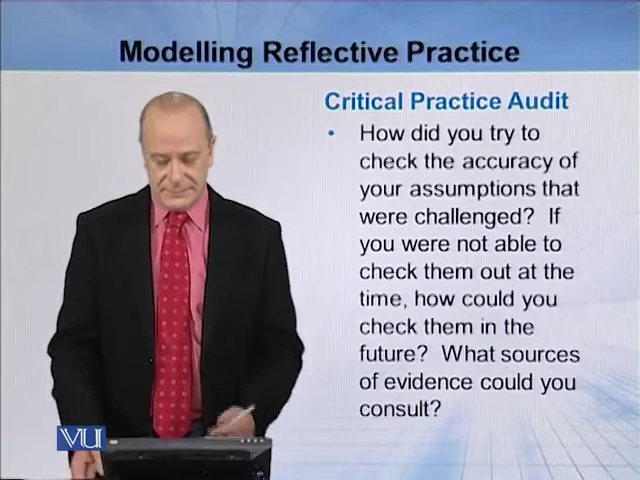 Modelling Reflective Practice
Critical Practice Audit
• How did you try to
check the accuracy of
your assumptions that
were challenged? If
you were not able to
check them out at the
time, how could you
check them in the
future? What sources
of evidence could you
consult?
VU